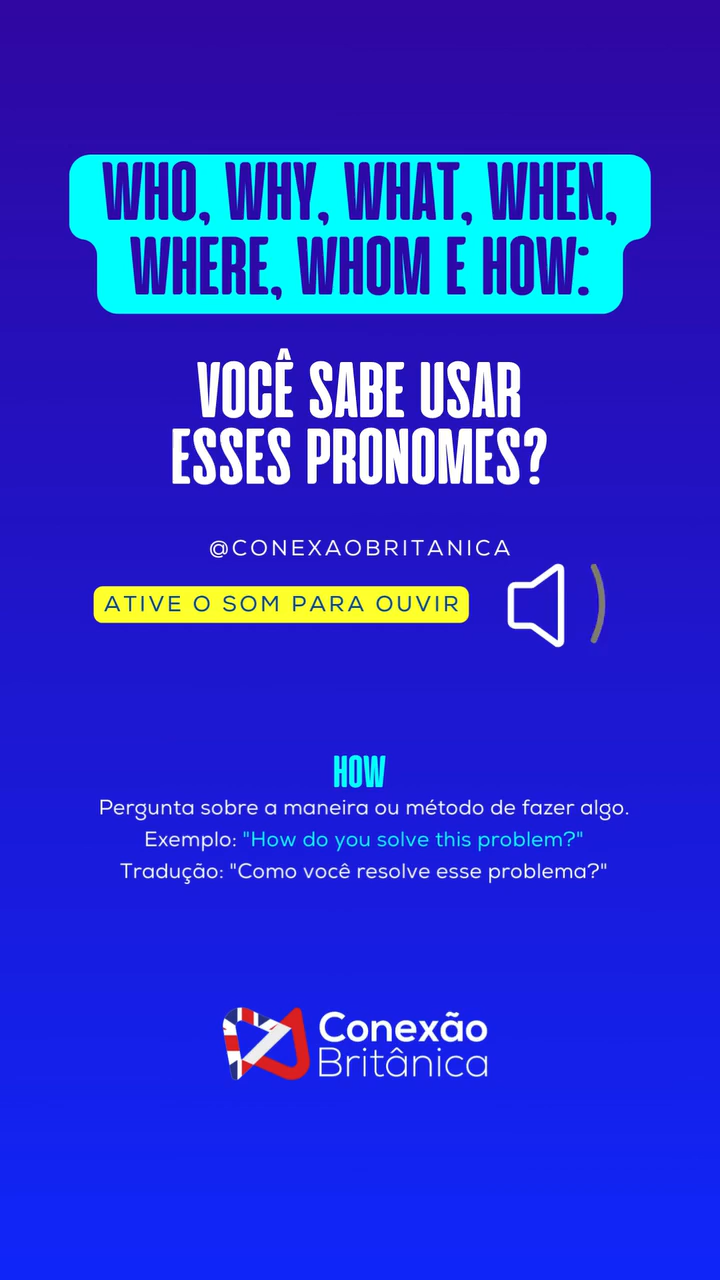 WHO, WHY, WHAT, WHEN,
WHERE, WHOM E HOW:
VOCÊ SABE USAR
ESSES PRONOMES?
@CONEXAOBRITANICA
ATIVE O SOM PARA OUVIR
HOW
Pergunta sobre a maneira ou método de fazer algo.
Exemplo: "How do you solve this problem?"
Tradução: "Como você resolve esse problema?"
Conexão
Britânica